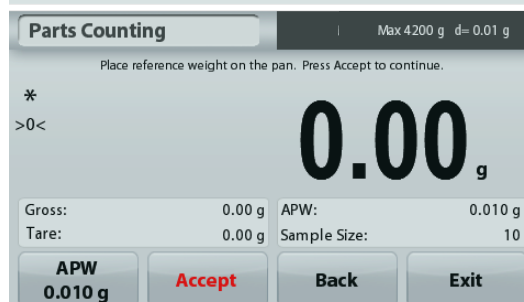 Parts Counting
Max 4200 g d= 0.01 g
Place reference weight on the pan. Press Accept to continue.
*
>0<
0.00 g
Gross: 0.00 g APW: 0.010 g
Tare: 0.00 g Sample Size: 10
APW
0.010 g
Accept
Back
Exit